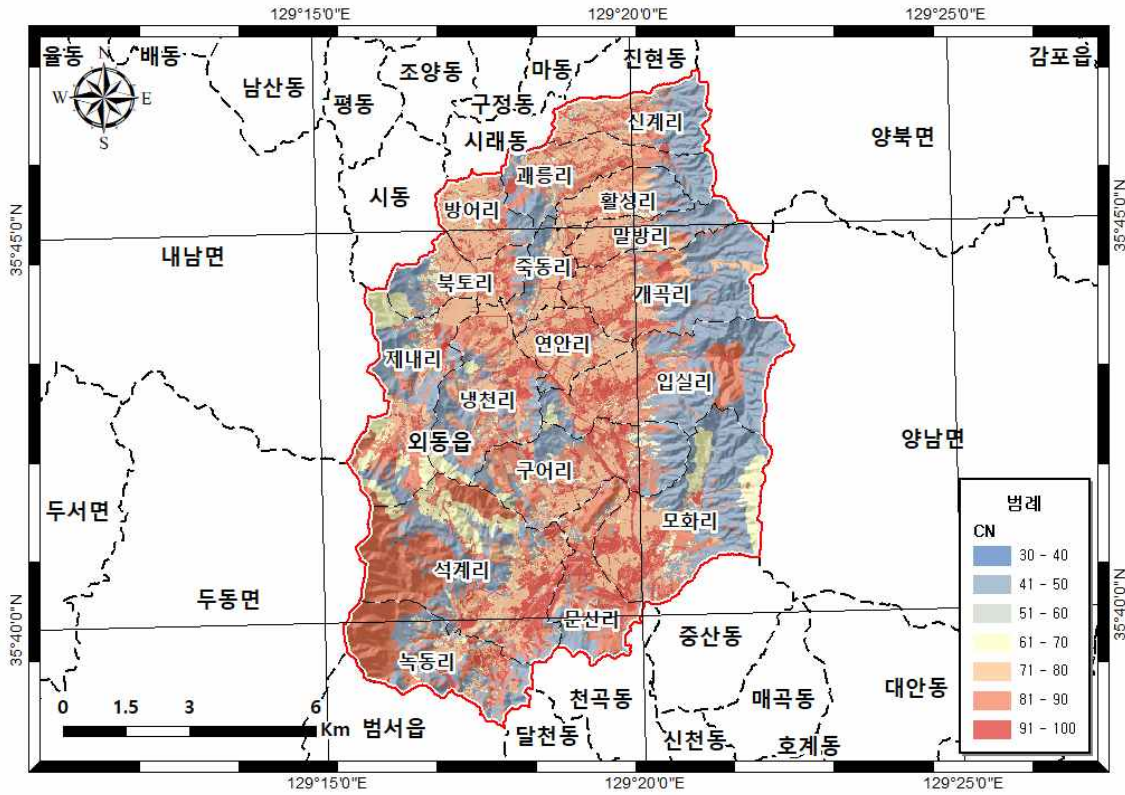 129°15'0"E 129°20'0"E 129°25'0"E
율동 배동 조양동 마동 진현동 감포읍
N
W E
S
남산동 평동 구정동
신계리
양북면
시래동
괘릉리
시동 방어리 활성리
35°45'0"N 35°45'0"N
말방리
내남면
죽동리
북토리 개곡리
연안리
제내리 입실리
냉천리
외동읍 양남면
구어리
두서면
모화리
범례
CN
30 - 40
41 - 50
51 - 60
61 - 70
71 - 80
81 - 90
91 - 100
석계리
두동면
35°40'0"N 35°40'0"N
문산리
중산동
녹동리
매곡동 대안동
천곡동
0 1.5 3 6
Km
범서읍 달천동 신천동 호계동
129°15'0"E 129°20'0"E 129°25'0"E